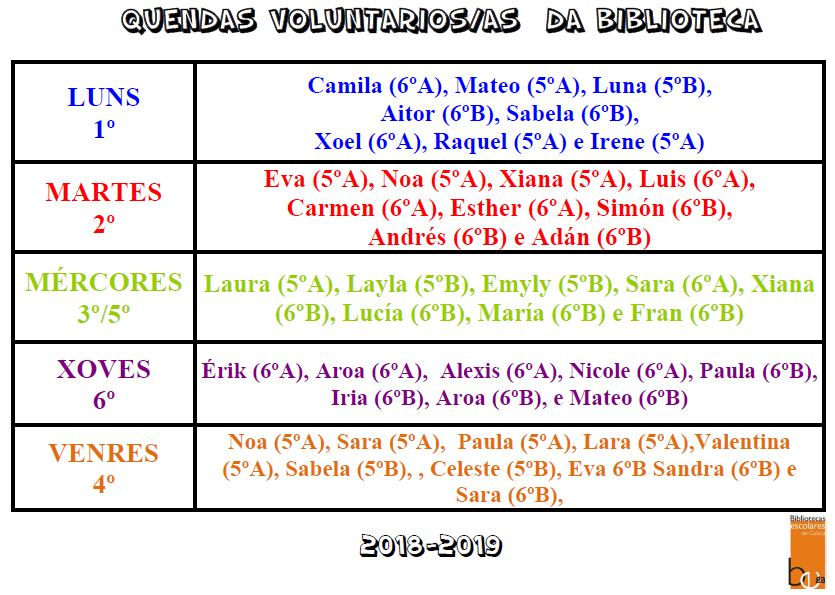 QUENDAS VOLUNTARIOS/AS DA BIBLIOTECA
LUNS
1º
Camila (6ºA), Mateo (5ºA), Luna (5ºB),
Aitor (6ºB), Sabela (6ºB),
Xoel (6ºA), Raquel (5ºA) e Irene (5ºA)
MARTES
2º
Eva (5ºA), Noa (5ºA), Xiana (5ºA), Luis (6ºA),
Carmen (6ºA), Esther (6ºA), Simón (6ºB),
Andrés (6ºB) e Adán (6ºB)
MÉRCORES
3º/5º
Laura (5ºA), Layla (5ºB), Emyly (5ºB), Sara (6ºA), Xiana
(6ºB), Lucía (6ºB), María (6ºB) e Fran (6ºB)
XOVES
6º
Érik (6ºA), Aroa (6ºA), Alexis (6ºA), Nicole (6ºA), Paula (6ºB),
Iria (6ºB), Aroa (6ºB), e Mateo (6ºB)
VENRES
4º
Noa (5ºA), Sara (5ºA), Paula (5ºA), Lara (5ºA),Valentina
(5ºA), Sabela (5ºB), , Celeste (5ºB), Eva 6ºB Sandra (6ºB) e
Sara (6ºB),
2018-2019
Bibliotecas
escolares
de Galicia
be.ga